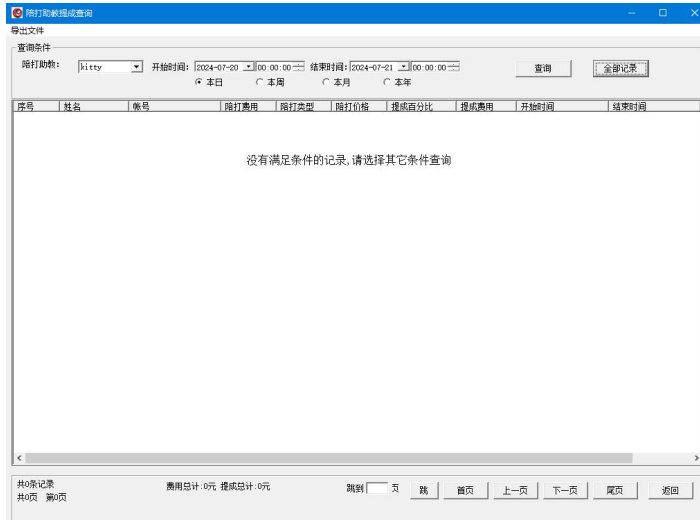 陪打助教提成查询
导出文件
查询条件
陪打助教: kitty 开始时间: 2024-07-20 00:00:00 结束时间: 2024-07-21 00:00:00 查询 全部记录
本日 本周 本月 本年
序号 姓名 帐号 陪打费用 陪打类型 陪打价格 提成百分比 提成费用 开始时间 结束时间
没有满足条件的记录,请选择其它条件查询
共0条记录 费用总计:0元 提成总计:0元 跳到 页 跳 首页 上一页 下一页 尾页 返回
共0页 第0页